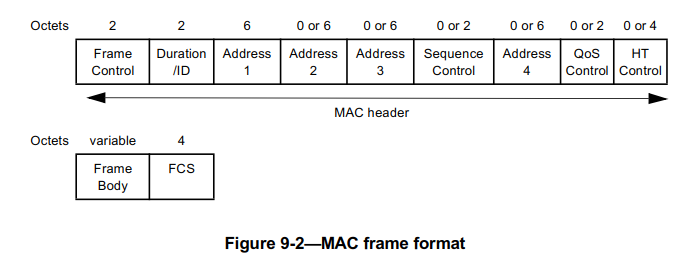 Octets 2 2 6 0 or 6 0 or 6 0 or 2 0 or 6 0 or 2 0 or 4
Frame Duration Address Address Address Sequence Address QoS HT
Control /ID 1 2 3 Control 4 Control Control
MAC header
Octets variable 4
Frame FCS
Body
Figure 9-2—MAC frame format